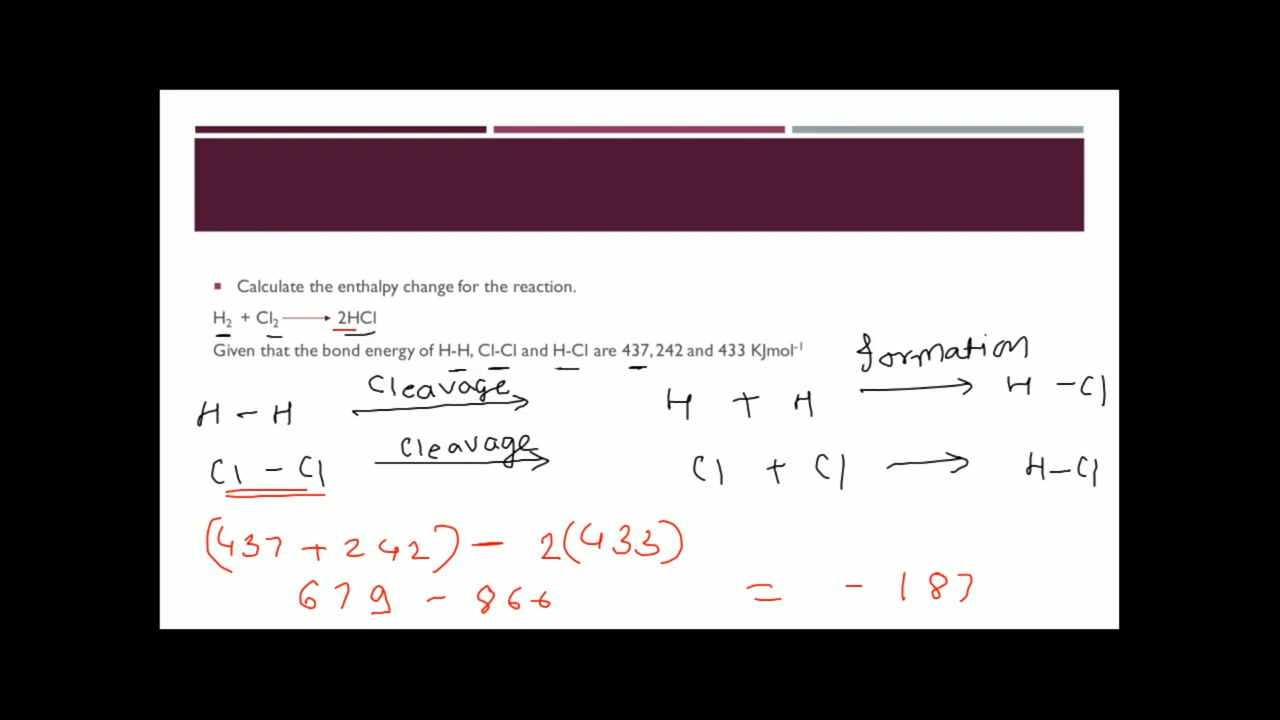 Calculate the enthalpy change for the reaction.
H₂ + Cl₂ ⟶ 2HCl
Given that the bond energy of H-H, Cl-Cl and H-Cl are 437, 242 and 433 KJmol⁻¹
formation
H - H Cleavage → H + H → H - Cl
Cl - Cl Cleavage → Cl + Cl → H-Cl
(437 + 242) - 2(433)
679 - 866 = - 187